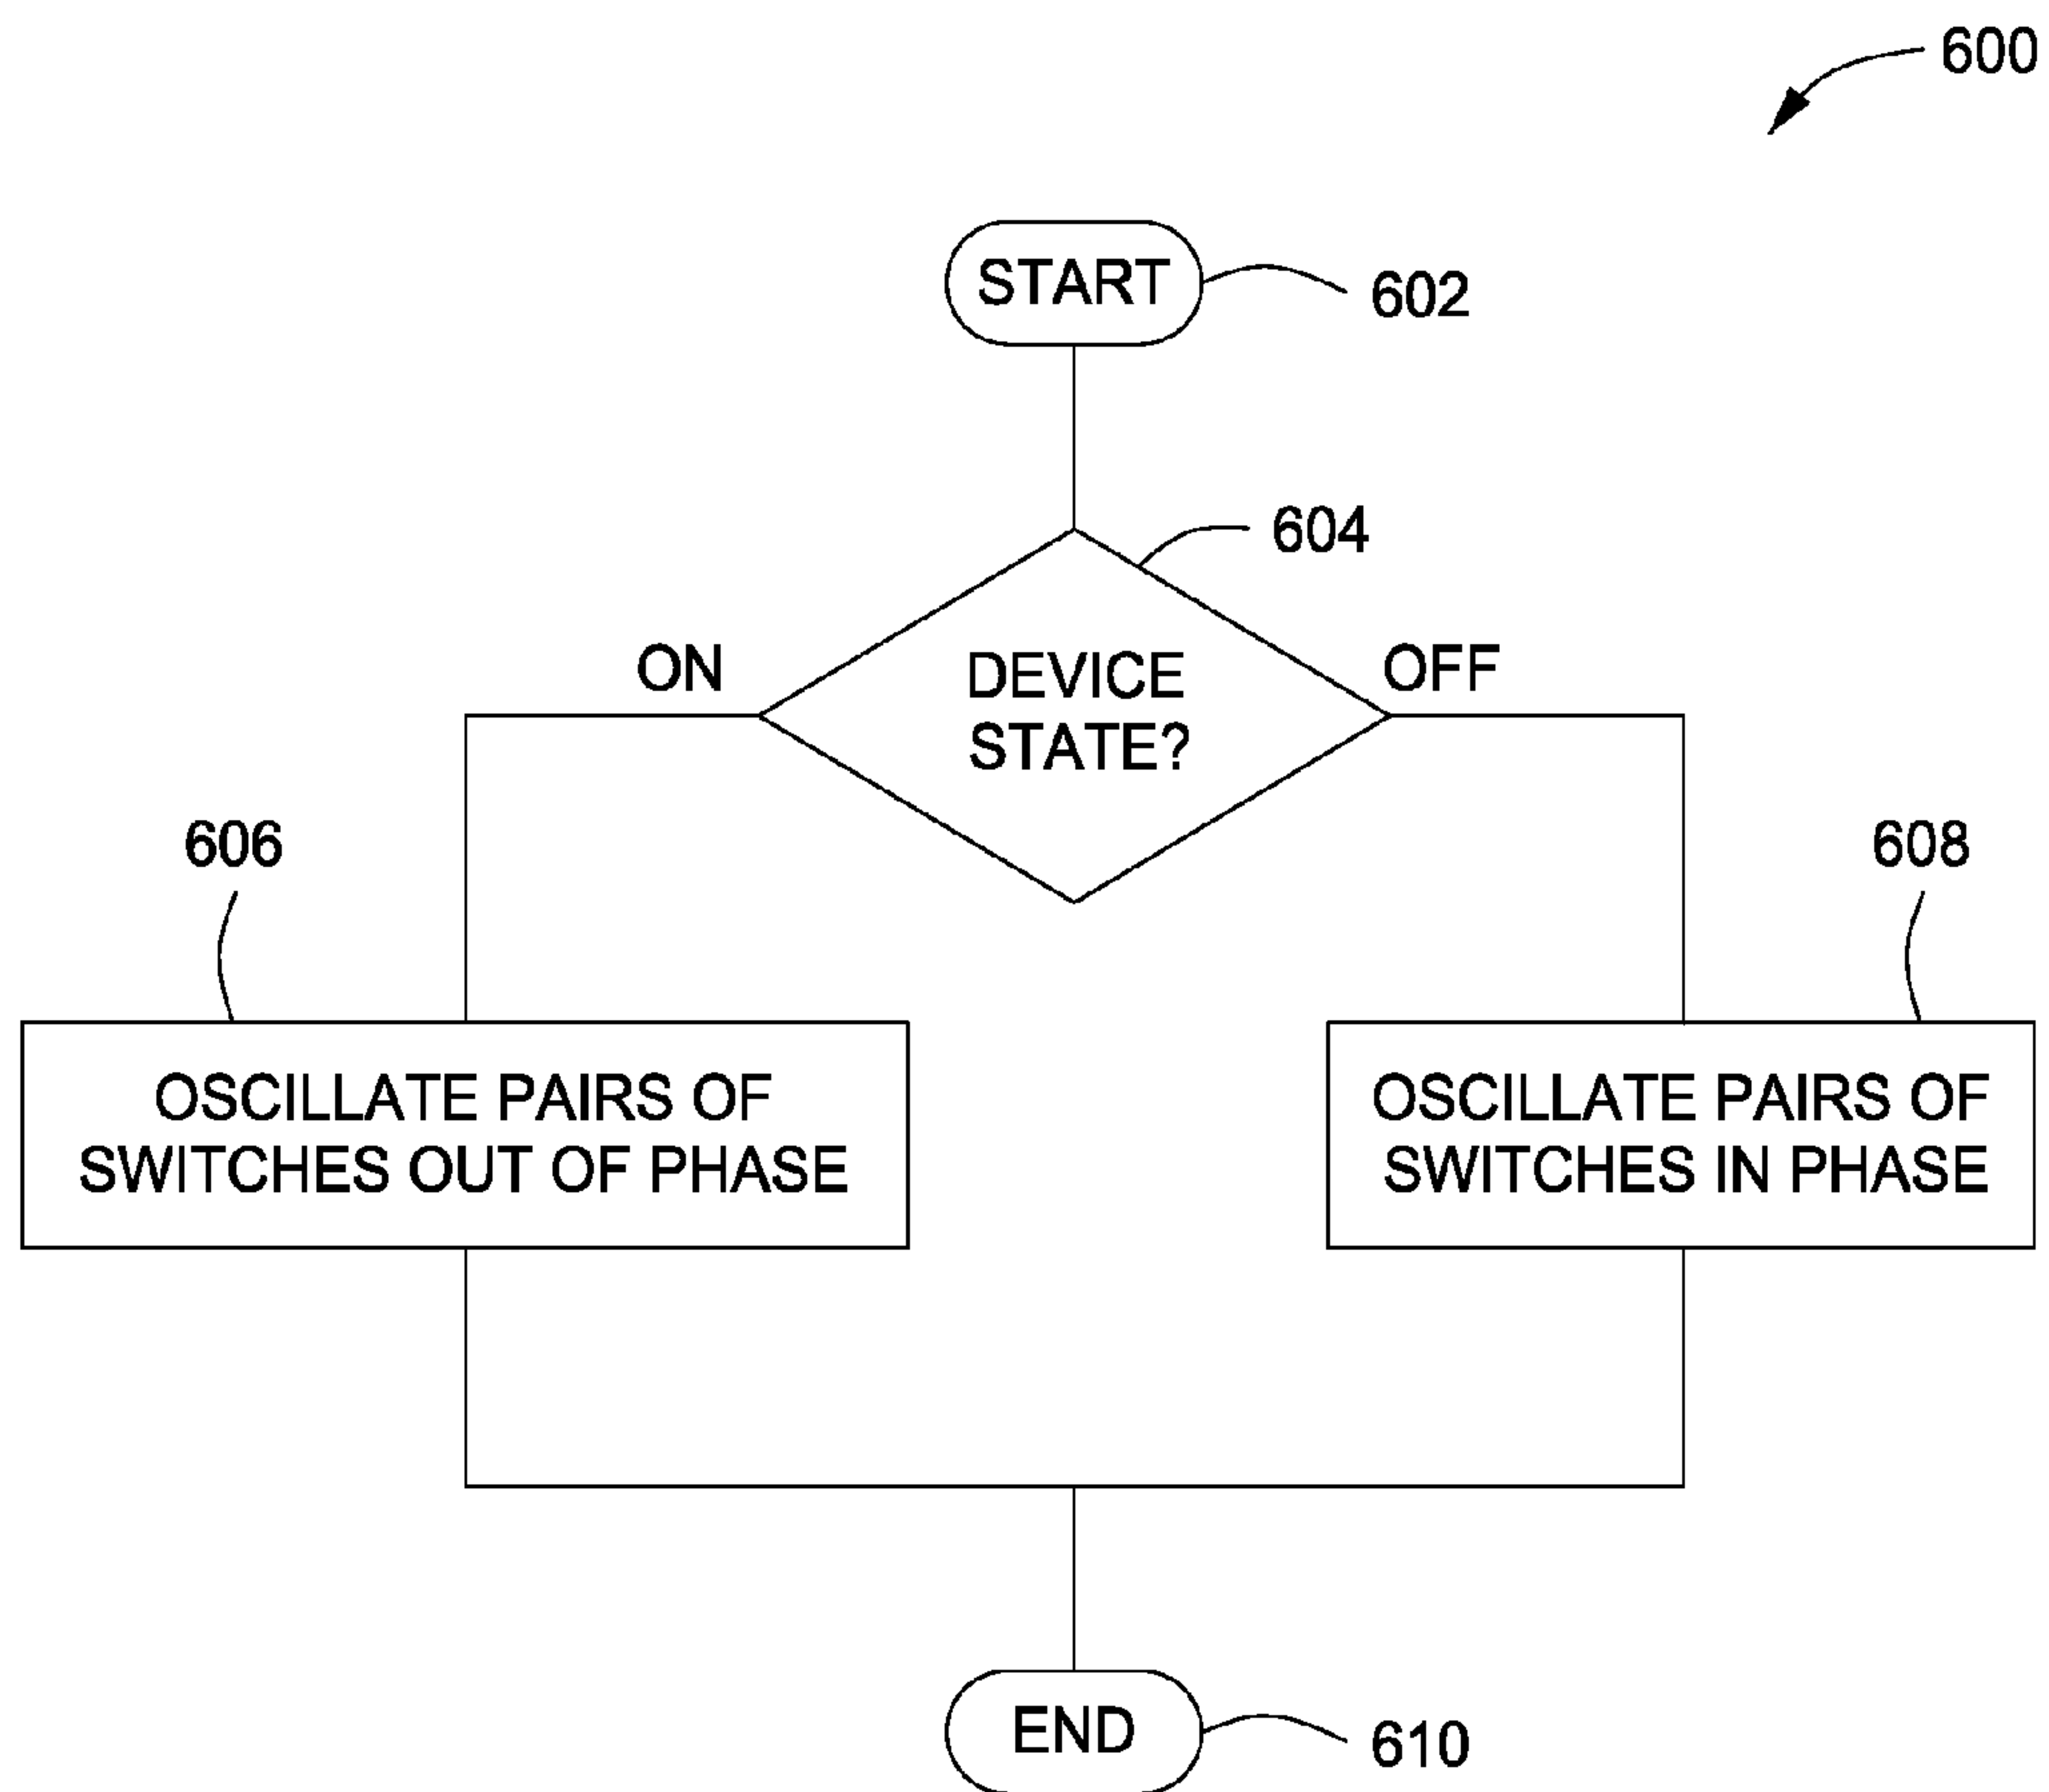 600
START
602
604
ON
DEVICE
STATE?
OFF
606
608
OSCILLATE PAIRS OF
SWITCHES OUT OF PHASE
OSCILLATE PAIRS OF
SWITCHES IN PHASE
END
610